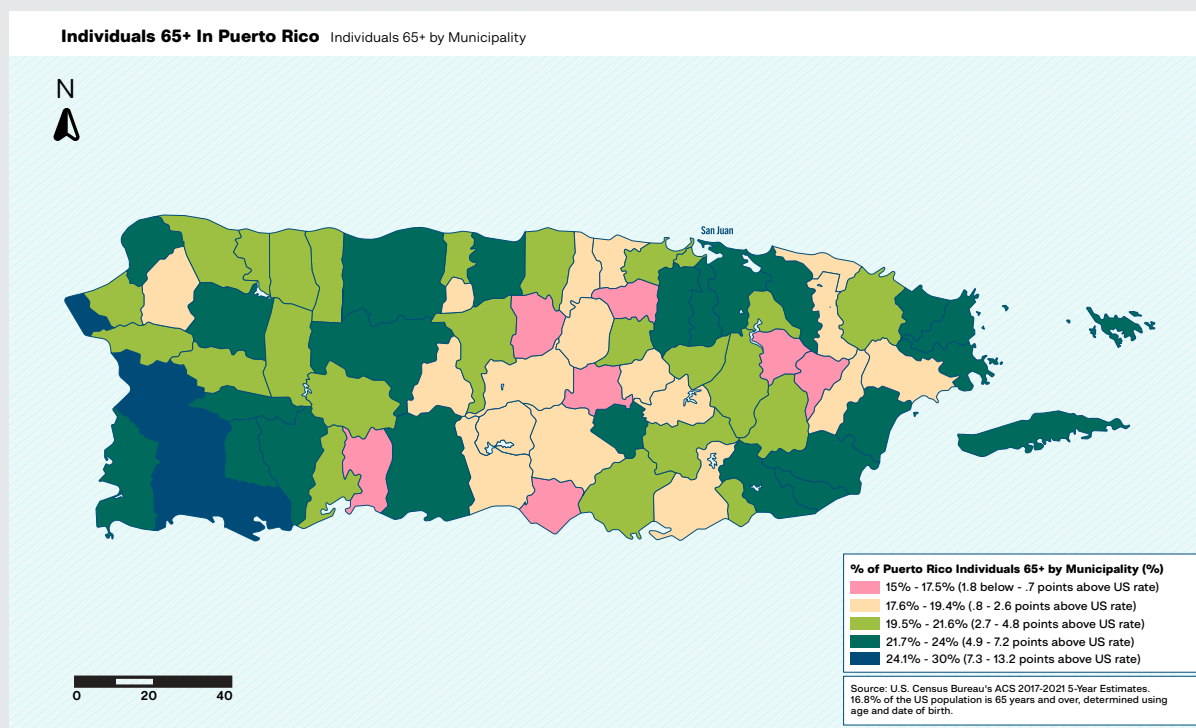 Individuals 65+ In Puerto Rico Individuals 65+ by Municipality
N
San Juan
% of Puerto Rico Individuals 65+ by Municipality (%)
15% - 17.5% (1.8 below - .7 points above US rate)
17.6% - 19.4% (.8 - 2.6 points above US rate)
19.5% - 21.6% (2.7 - 4.8 points above US rate)
21.7% - 24% (4.9 - 7.2 points above US rate)
24.1% - 30% (7.3 - 13.2 points above US rate)
0 20 40
Source: U.S. Census Bureau's ACS 2017-2021 5-Year Estimates.
16.8% of the US population is 65 years and over, determined using
age and date of birth.